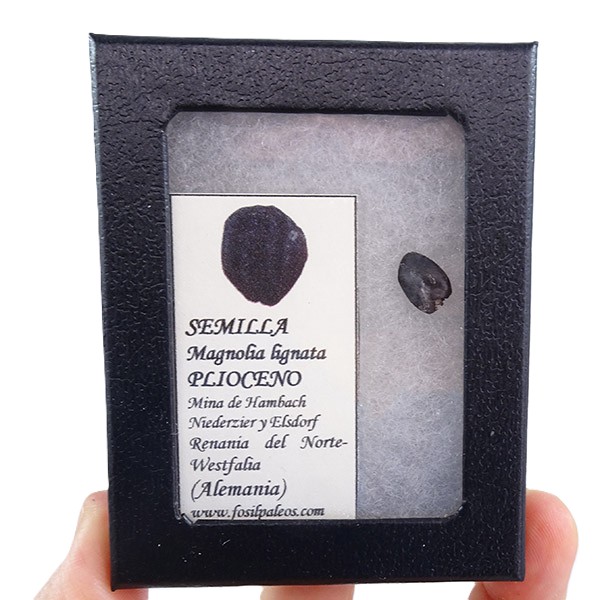 SEMILLA
Magnolia lignata
PLIOCENO
Mina de Hambach
Niederzier y Elsdorf
Renania del Norte-
Westfalia
(Alemania)
www.fosilpaleos.com